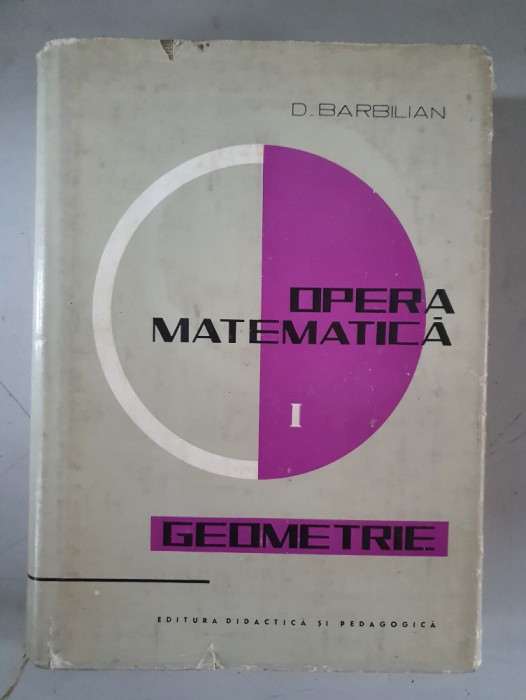 D. BARBILIAN
OPERA
MATEMATICĂ
I
GEOMETRIE
EDITURA DIDACTICĂ ȘI PEDAGOGICĂ